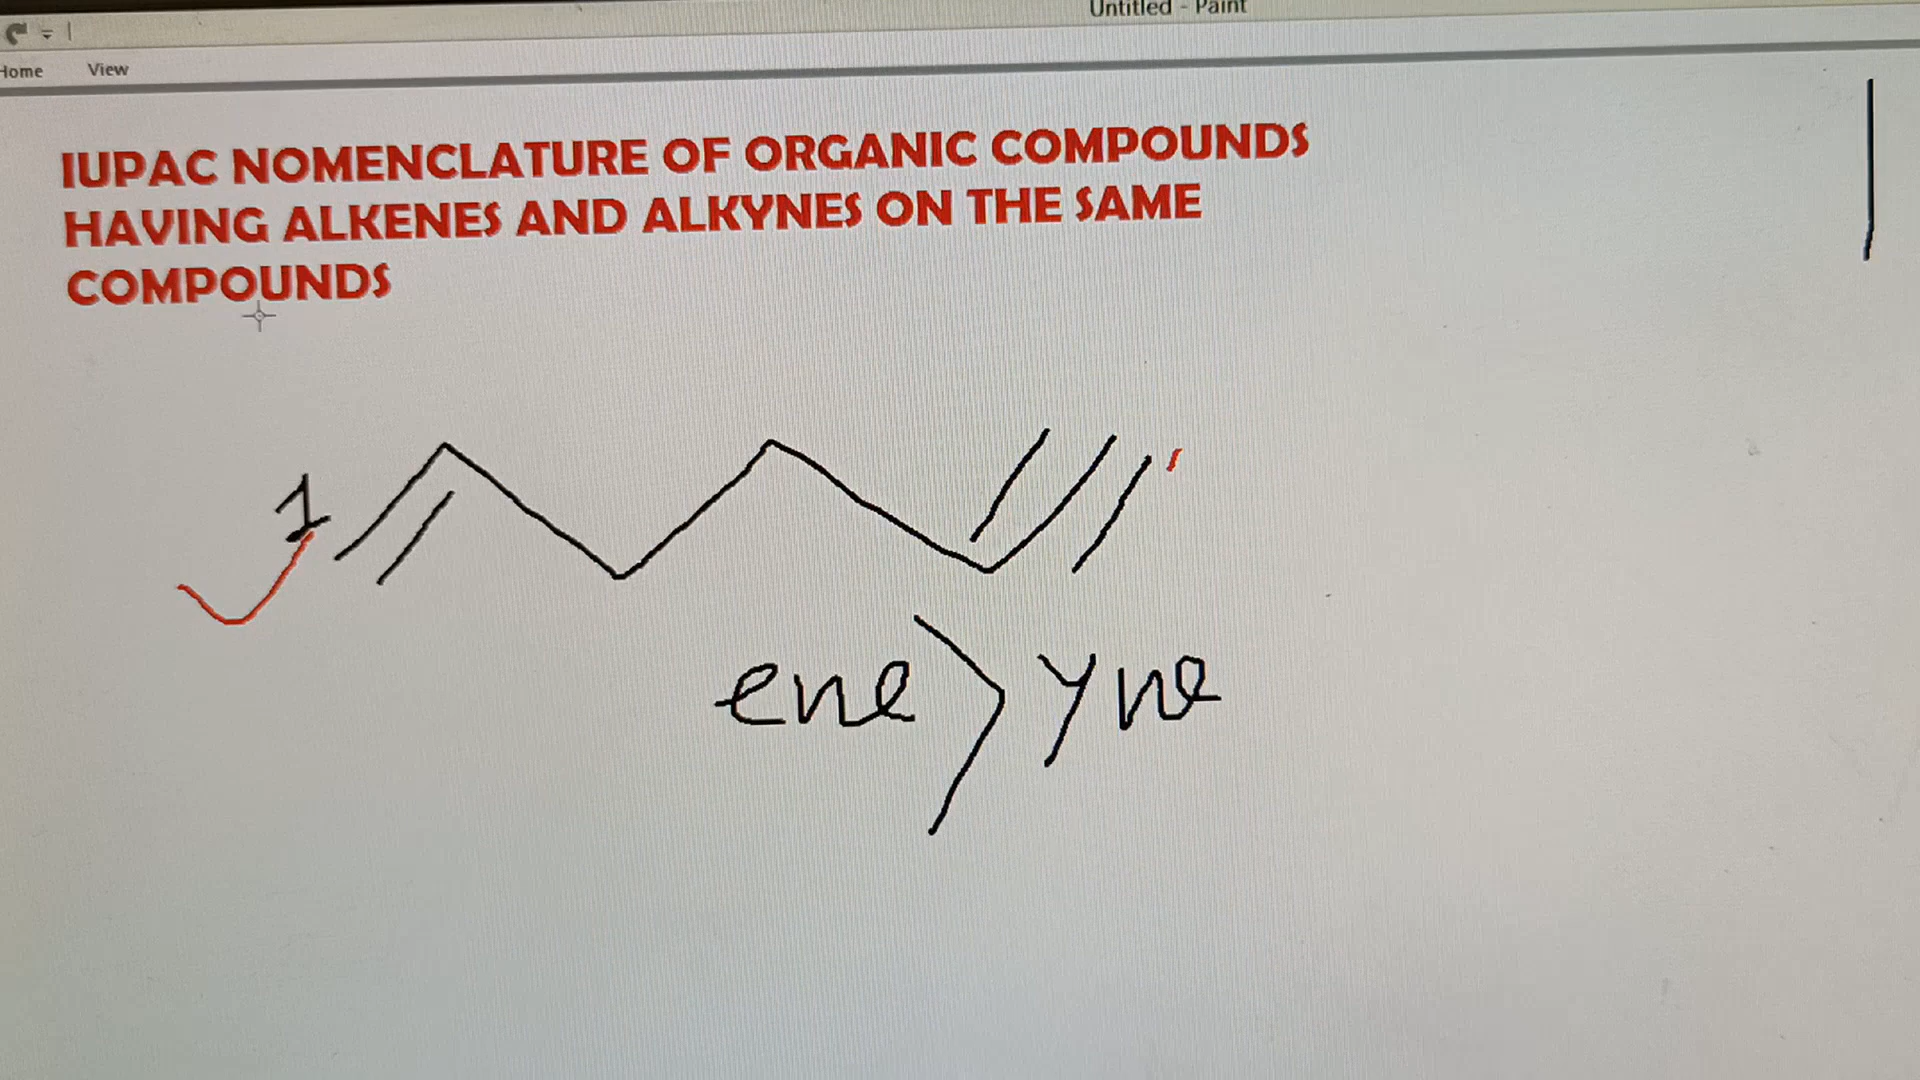 Untitled - Paint
Home View
IUPAC NOMENCLATURE OF ORGANIC COMPOUNDS
HAVING ALKENES AND ALKYNES ON THE SAME
COMPOUNDS
1
ene > yne